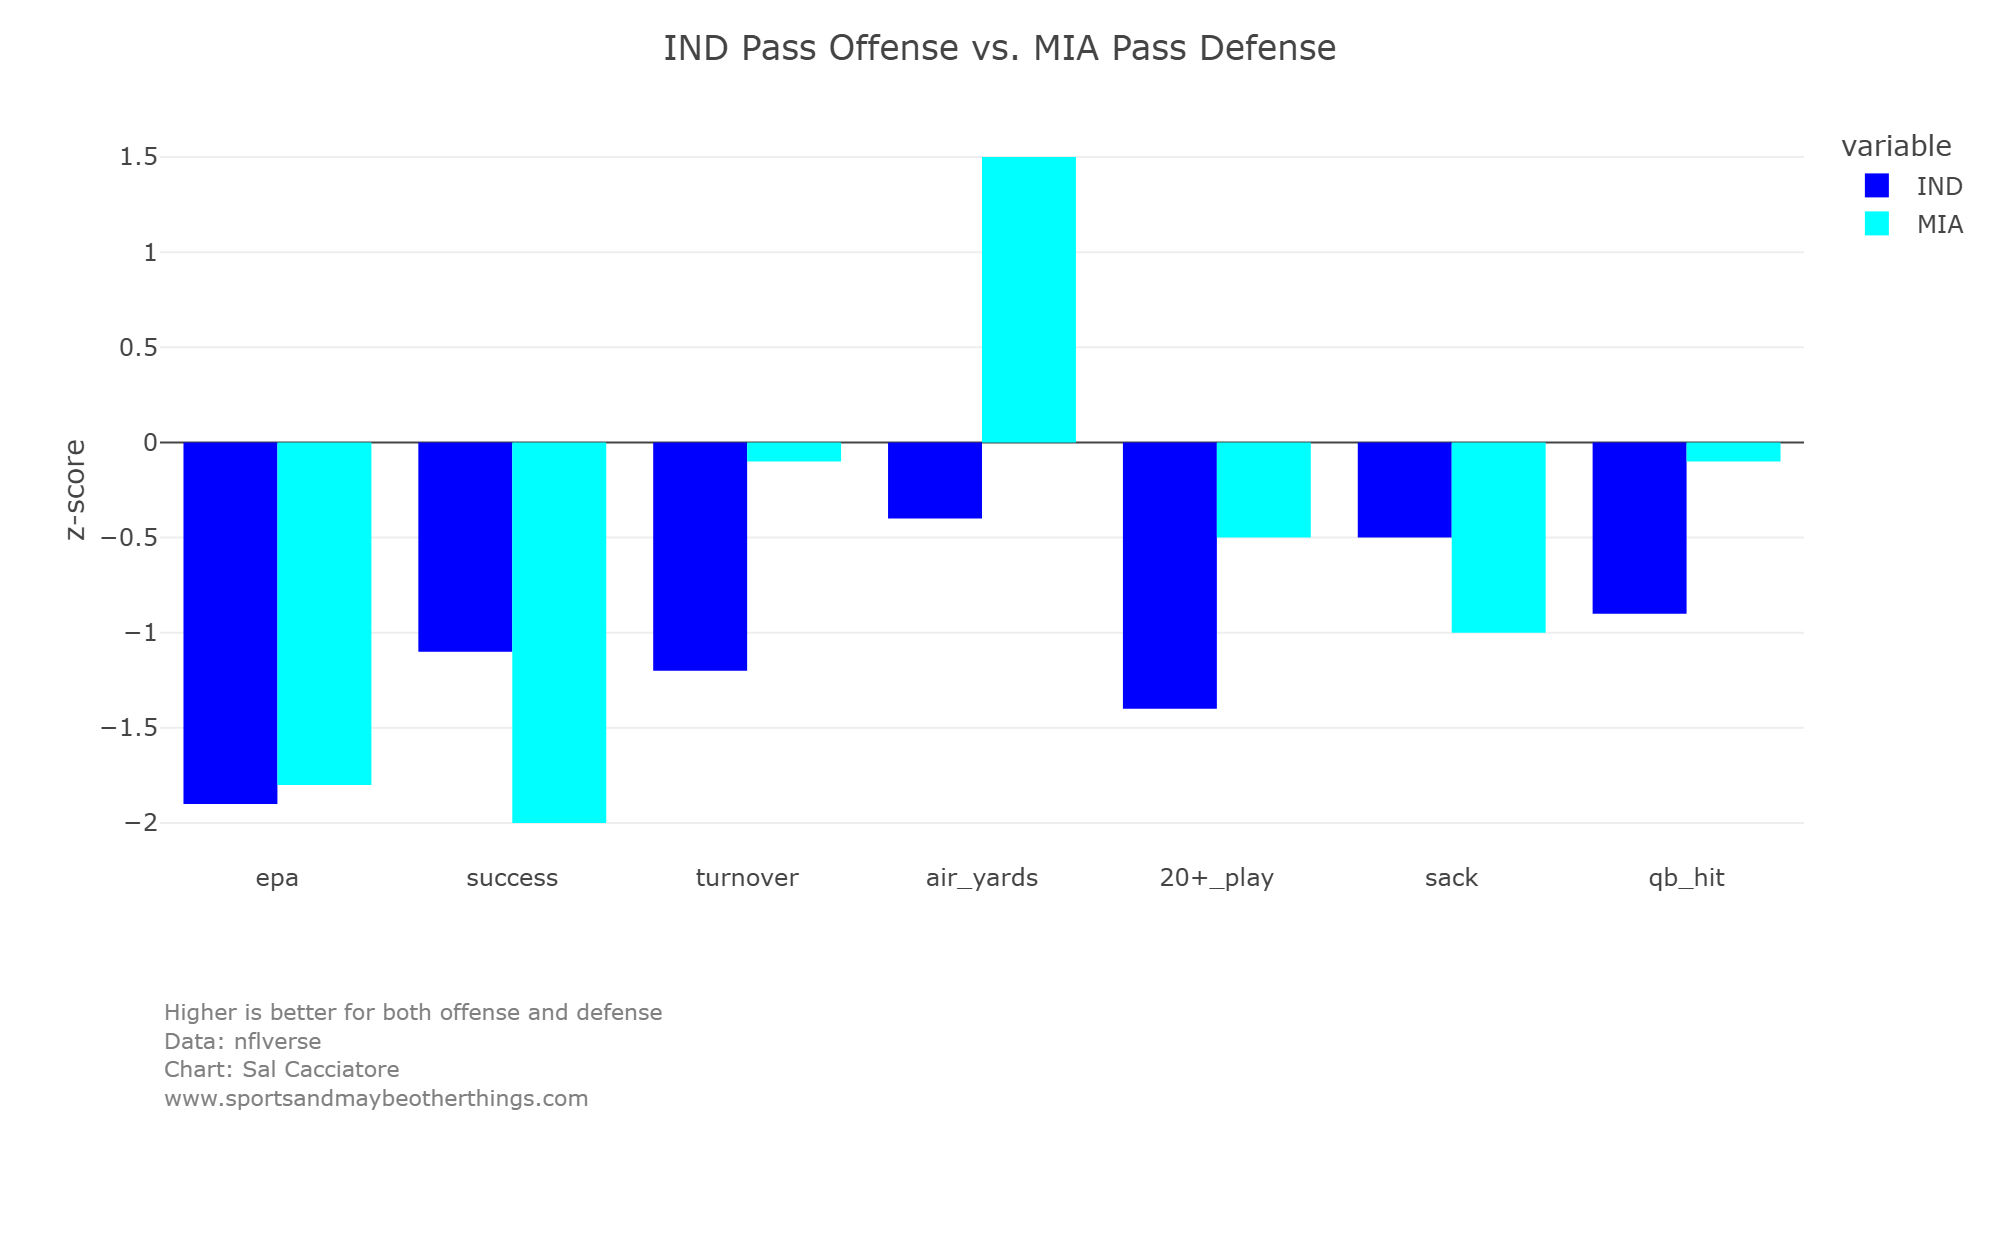 IND Pass Offense vs. MIA Pass Defense
variable
IND
MIA
z-score
1.5
1
0.5
0
−0.5
−1
−1.5
−2
epa
success
turnover
air_yards
20+_play
sack
qb_hit
Higher is better for both offense and defense
Data: nflverse
Chart: Sal Cacciatore
www.sportsandmaybeotherthings.com